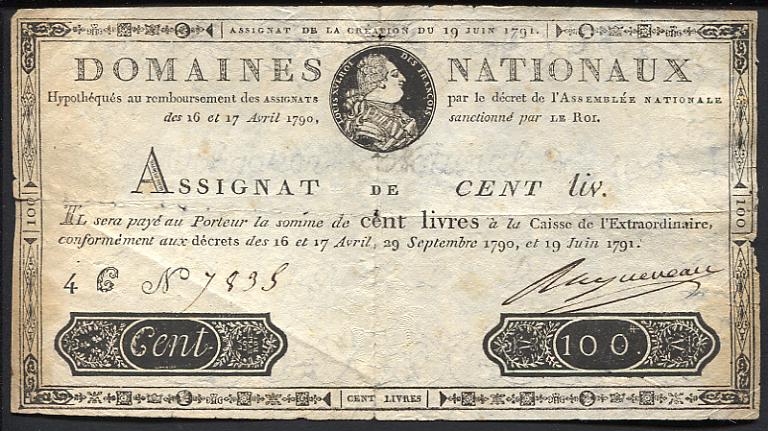 ASSIGNAT DE LA CRÉATION DU 19 JUIN 1791.
DOMAINES NATIONAUX
LOUIS XVI ROI DES FRANÇOIS
Hypothéqués au remboursement des ASSIGNATS par le décret de l'ASSEMBLÉE NATIONALE
des 16 et 17 Avril 1790, sanctionné par LE ROI.
ASSIGNAT DE CENT liv.
IL sera payé au Porteur la somme de cent livres à la Caisse de l'Extraordinaire,
conformément aux décrets des 16 et 17 Avril, 29 Septembre 1790, et 19 Juin 1791.
4 C N 7835
Cent 100.
100
100
CENT LIVRES